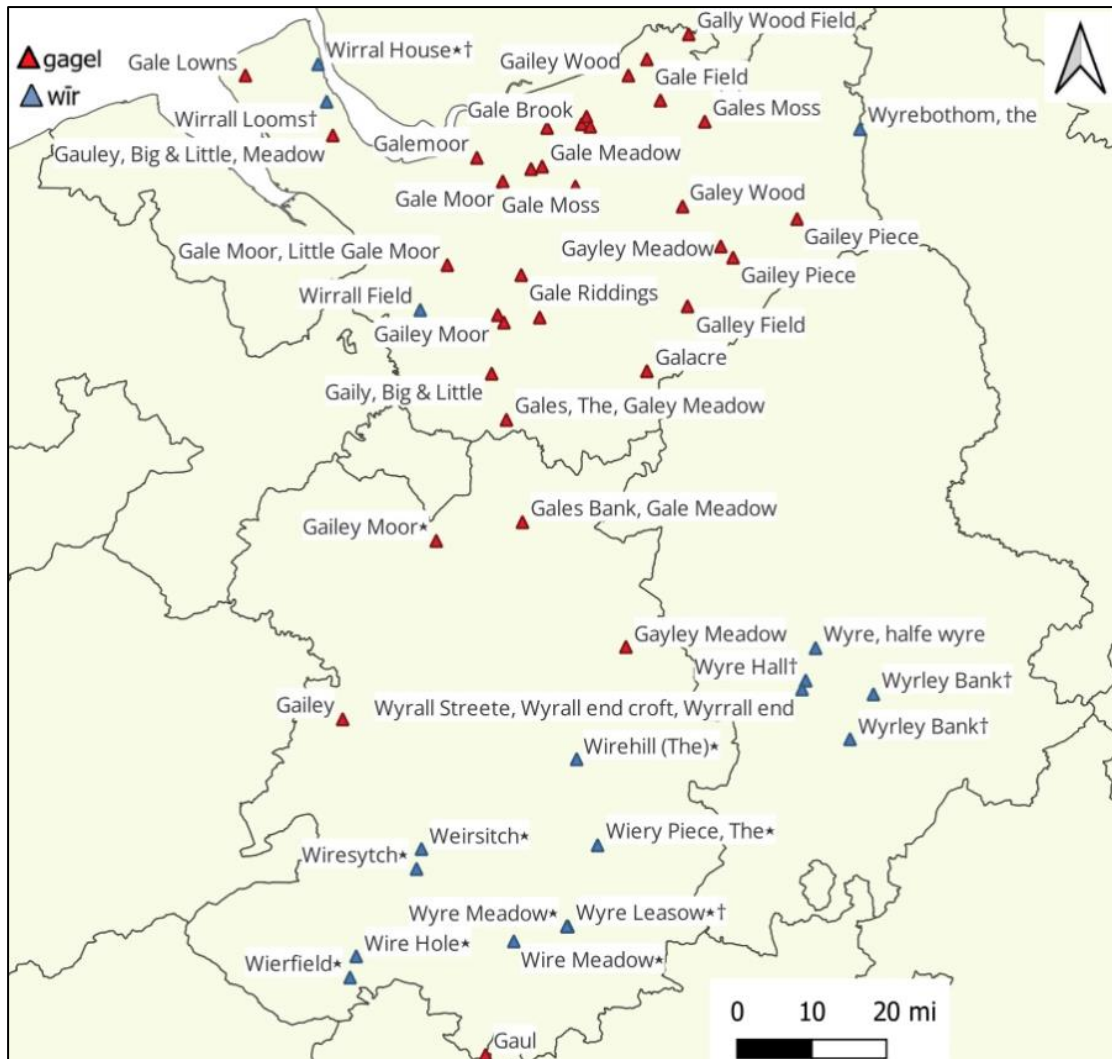 gagel
wīr
Gally Wood Field
Wirral House★†
Gale Lowns
Gailey Wood
Gale Field
Wirrall Looms†
Gale Brook
Gales Moss
Wyrebothom, the
Gauley, Big & Little, Meadow
Galemoor
Gale Meadow
Gale Moor
Gale Moss
Galey Wood
Gailey Piece
Gale Moor, Little Gale Moor
Gayley Meadow
Gailey Piece
Wirrall Field
Gale Riddings
Gailey Moor
Galley Field
Galacre
Gaily, Big & Little
Gales, The, Galey Meadow
Gales Bank, Gale Meadow
Gailey Moor★
Gayley Meadow
Wyre, halfe wyre
Wyre Hall†
Wyrley Bank†
Gailey
Wyrall Streete, Wyrall end croft, Wyrrall end
Wyrley Bank†
Wirehill (The)★
Weirsitch★
Wiery Piece, The★
Wiresytch★
Wyre Meadow★
Wyre Leasow★†
Wire Hole★
Wire Meadow★
Wierfield★
Gaul
0 10 20 mi